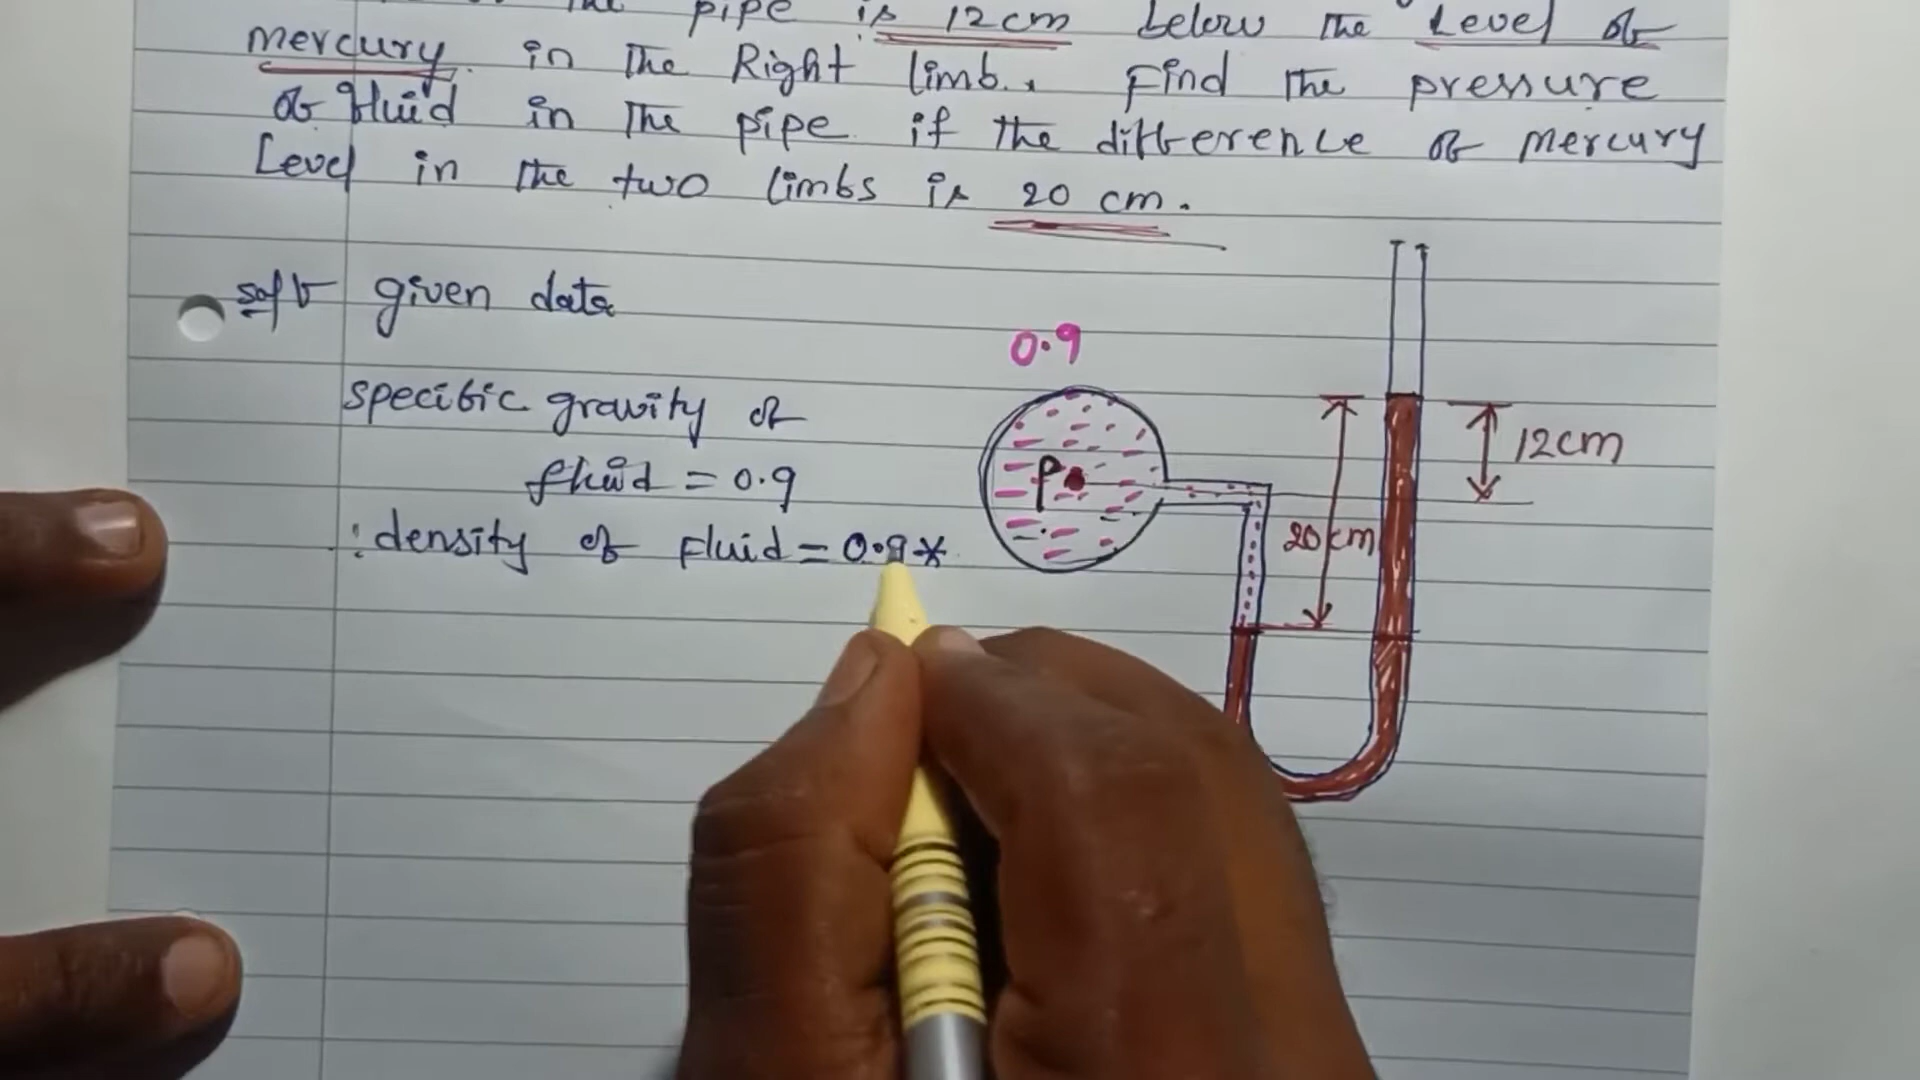 The pipe is 12cm below The Level of
mercury in The Right limb. Find The pressure
of fluid in The pipe if the difference of mercury
Level in the two limbs is 20 cm.
given data
0.9
specific gravity of
fluid = 0.9
12cm
P
20cm
density of Fluid = 0.9*